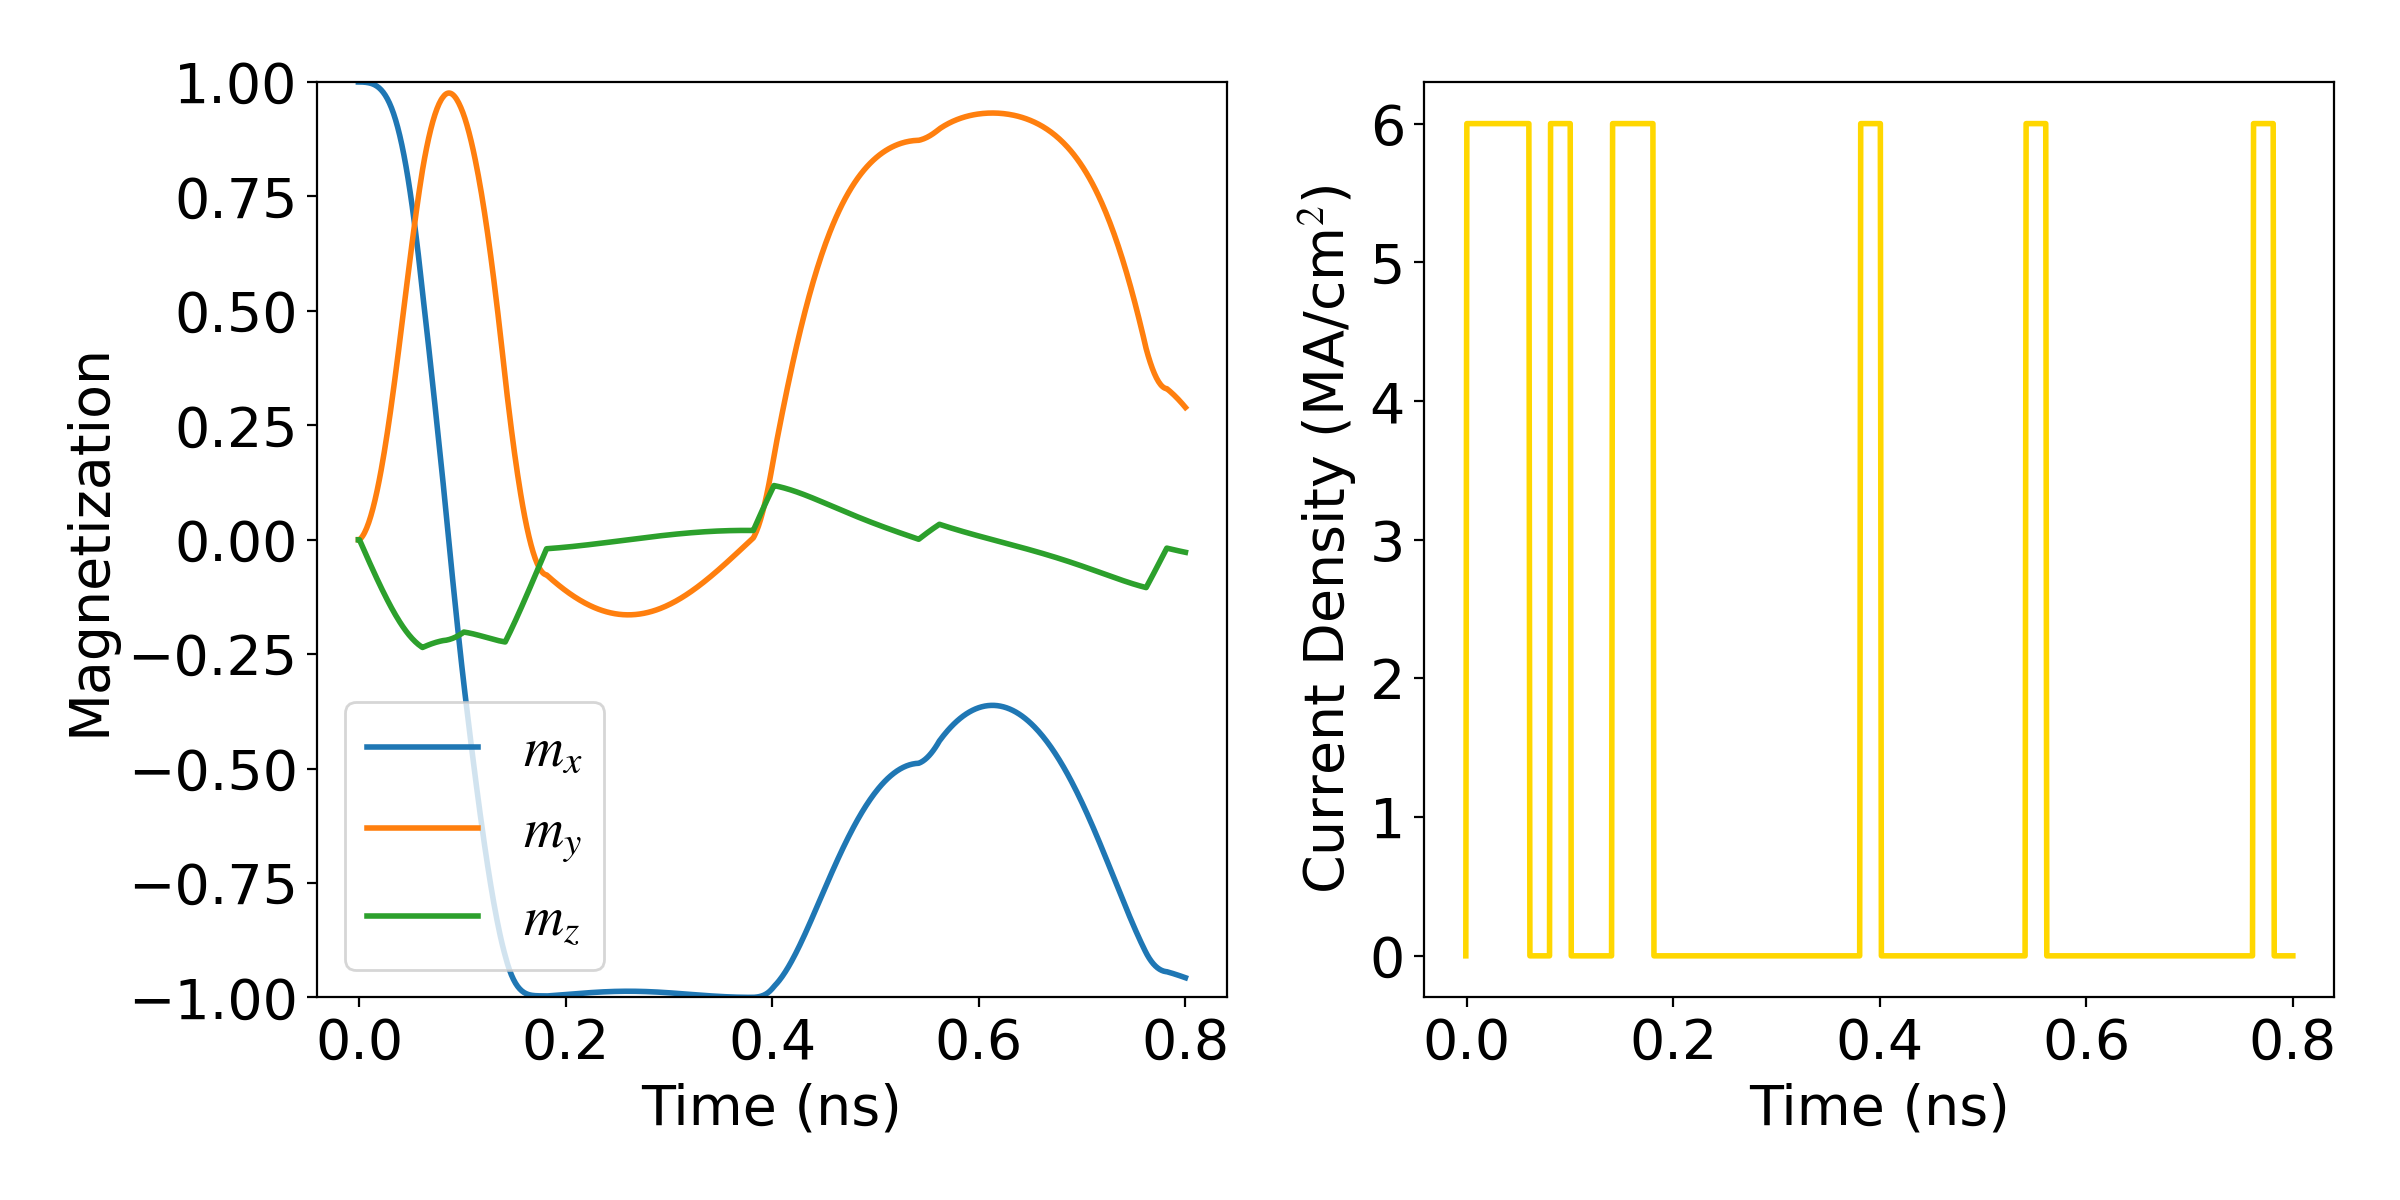 1.00
0.75
0.50
0.25
0.00
−0.25
−0.50
−0.75
−1.00
Magnetization
m_x
m_y
m_z
0.0 0.2 0.4 0.6 0.8
Time (ns)
6
5
4
3
2
1
0
Current Density (MA/cm²)
0.0 0.2 0.4 0.6 0.8
Time (ns)